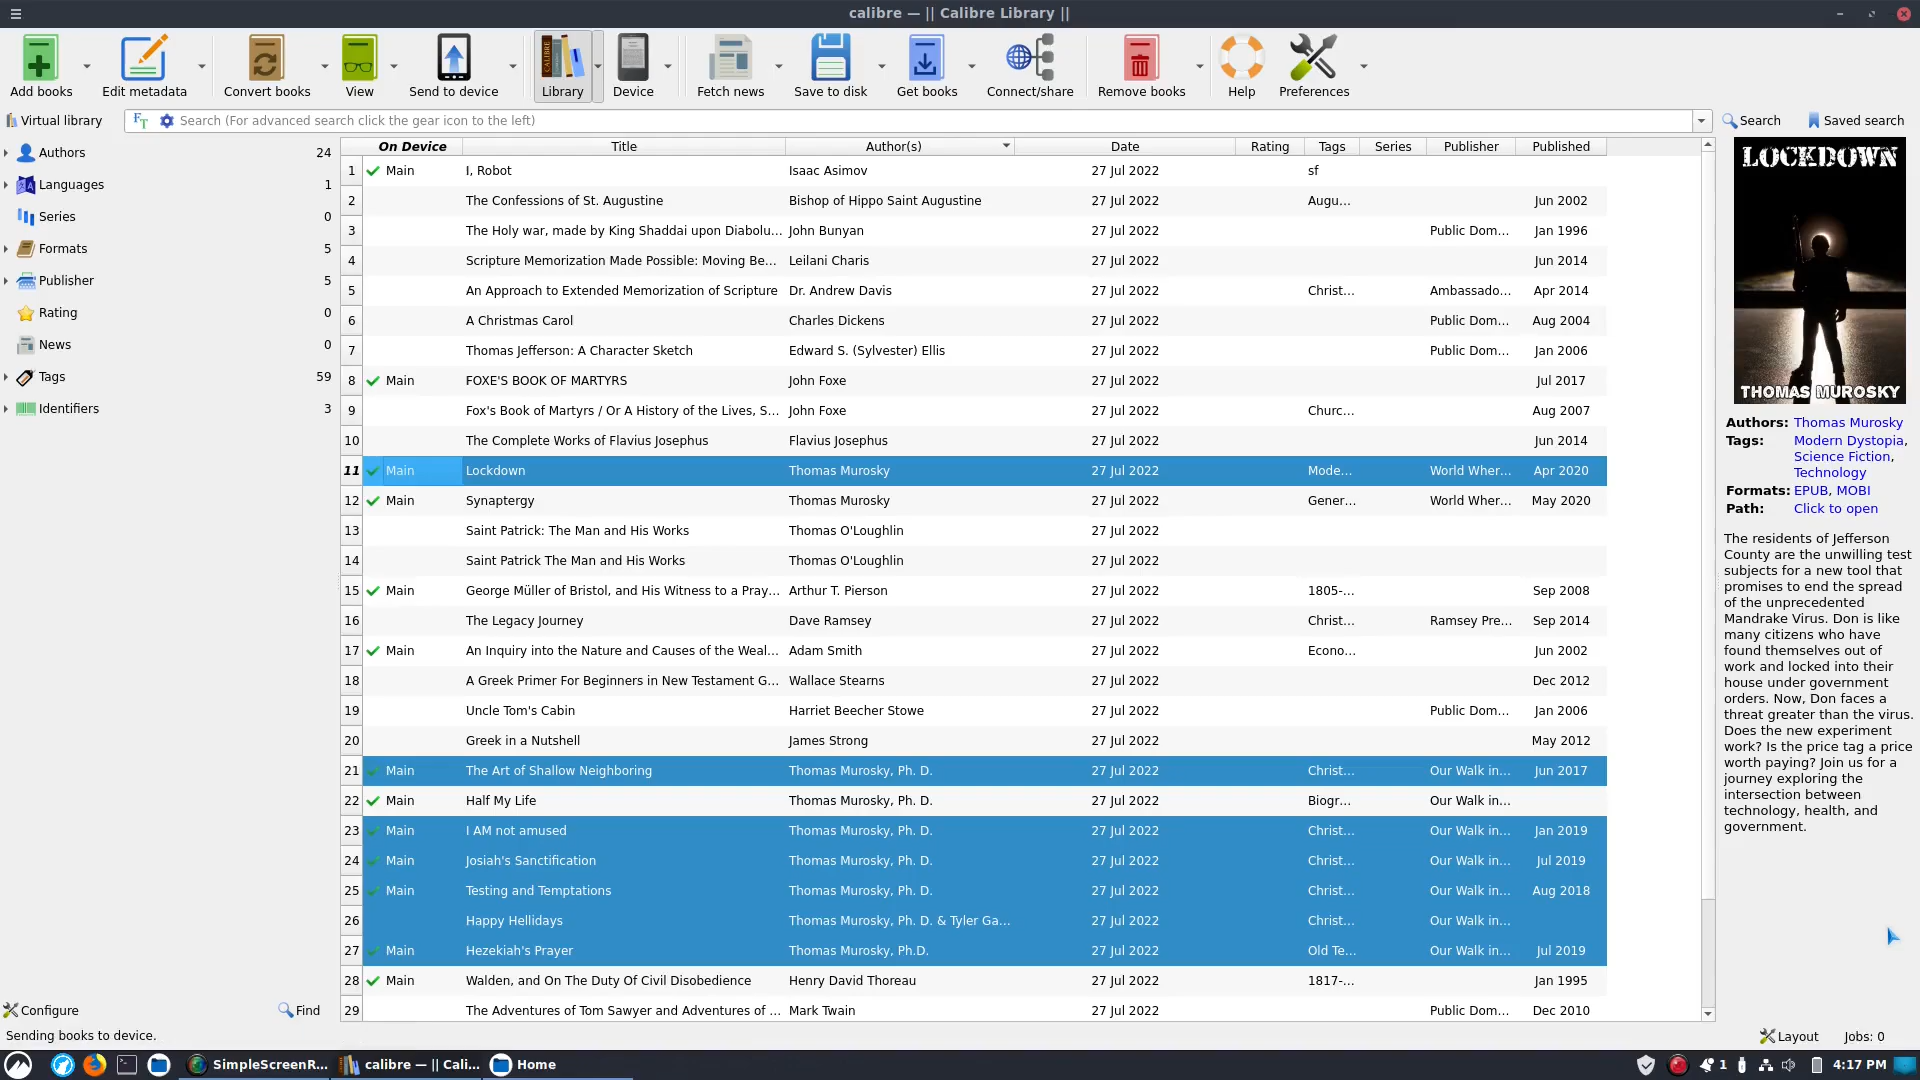 calibre — || Calibre Library ||
Add books
Edit metadata
Convert books
View
Send to device
Library
Device
Fetch news
Save to disk
Get books
Connect/share
Remove books
Help
Preferences
Virtual library
Search (For advanced search click the gear icon to the left)
Search
Saved search
Authors 24
Languages 1
Series 0
Formats 5
Publisher 5
Rating 0
News 0
Tags 59
Identifiers 3
Configure
Find
On Device Title Author(s) Date Rating Tags Series Publisher Published
1 Main I, Robot Isaac Asimov 27 Jul 2022 sf
2 The Confessions of St. Augustine Bishop of Hippo Saint Augustine 27 Jul 2022 Augu... Jun 2002
3 The Holy war, made by King Shaddai upon Diabolu... John Bunyan 27 Jul 2022 Public Dom... Jan 1996
4 Scripture Memorization Made Possible: Moving Be... Leilani Charis 27 Jul 2022 Jun 2014
5 An Approach to Extended Memorization of Scripture Dr. Andrew Davis 27 Jul 2022 Christ... Ambassado... Apr 2014
6 A Christmas Carol Charles Dickens 27 Jul 2022 Public Dom... Aug 2004
7 Thomas Jefferson: A Character Sketch Edward S. (Sylvester) Ellis 27 Jul 2022 Public Dom... Jan 2006
8 Main FOXE'S BOOK OF MARTYRS John Foxe 27 Jul 2022 Jul 2017
9 Fox's Book of Martyrs / Or A History of the Lives, S... John Foxe 27 Jul 2022 Churc... Aug 2007
10 The Complete Works of Flavius Josephus Flavius Josephus 27 Jul 2022 Jun 2014
11 Main Lockdown Thomas Murosky 27 Jul 2022 Mode... World Wher... Apr 2020
12 Main Synaptergy Thomas Murosky 27 Jul 2022 Gener... World Wher... May 2020
13 Saint Patrick: The Man and His Works Thomas O'Loughlin 27 Jul 2022
14 Saint Patrick The Man and His Works Thomas O'Loughlin 27 Jul 2022
15 Main George Müller of Bristol, and His Witness to a Pray... Arthur T. Pierson 27 Jul 2022 1805-... Sep 2008
16 The Legacy Journey Dave Ramsey 27 Jul 2022 Christ... Ramsey Pre... Sep 2014
17 Main An Inquiry into the Nature and Causes of the Weal... Adam Smith 27 Jul 2022 Econo... Jun 2002
18 A Greek Primer For Beginners in New Testament G... Wallace Stearns 27 Jul 2022 Dec 2012
19 Uncle Tom's Cabin Harriet Beecher Stowe 27 Jul 2022 Public Dom... Jan 2006
20 Greek in a Nutshell James Strong 27 Jul 2022 May 2012
21 Main The Art of Shallow Neighboring Thomas Murosky, Ph. D. 27 Jul 2022 Christ... Our Walk in... Jun 2017
22 Main Half My Life Thomas Murosky, Ph. D. 27 Jul 2022 Biogr... Our Walk in...
23 Main I AM not amused Thomas Murosky, Ph. D. 27 Jul 2022 Christ... Our Walk in... Jan 2019
24 Main Josiah's Sanctification Thomas Murosky, Ph. D. 27 Jul 2022 Christ... Our Walk in... Jul 2019
25 Main Testing and Temptations Thomas Murosky, Ph. D. 27 Jul 2022 Christ... Our Walk in... Aug 2018
26 Happy Hellidays Thomas Murosky, Ph. D. & Tyler Ga... 27 Jul 2022 Christ... Our Walk in...
27 Main Hezekiah's Prayer Thomas Murosky, Ph.D. 27 Jul 2022 Old Te... Our Walk in... Jul 2019
28 Main Walden, and On The Duty Of Civil Disobedience Henry David Thoreau 27 Jul 2022 1817-... Jan 1995
29 The Adventures of Tom Sawyer and Adventures of ... Mark Twain 27 Jul 2022 Public Dom... Dec 2010
LOCKDOWN
THOMAS MUROSKY
Authors: Thomas Murosky
Tags: Modern Dystopia,
Science Fiction,
Technology
Formats: EPUB, MOBI
Path: Click to open
The residents of Jefferson
County are the unwilling test
subjects for a new tool that
promises to end the spread
of the unprecedented
Mandrake Virus. Don is like
many citizens who have
found themselves out of
work and locked into their
house under government
orders. Now, Don faces a
threat greater than the virus.
Does the new experiment
work? Is the price tag a price
worth paying? Join us for a
journey exploring the
intersection between
technology, health, and
government.
Sending books to device.
Layout
Jobs: 0
SimpleScreenR...
calibre — || Cali...
Home
1
4:17 PM